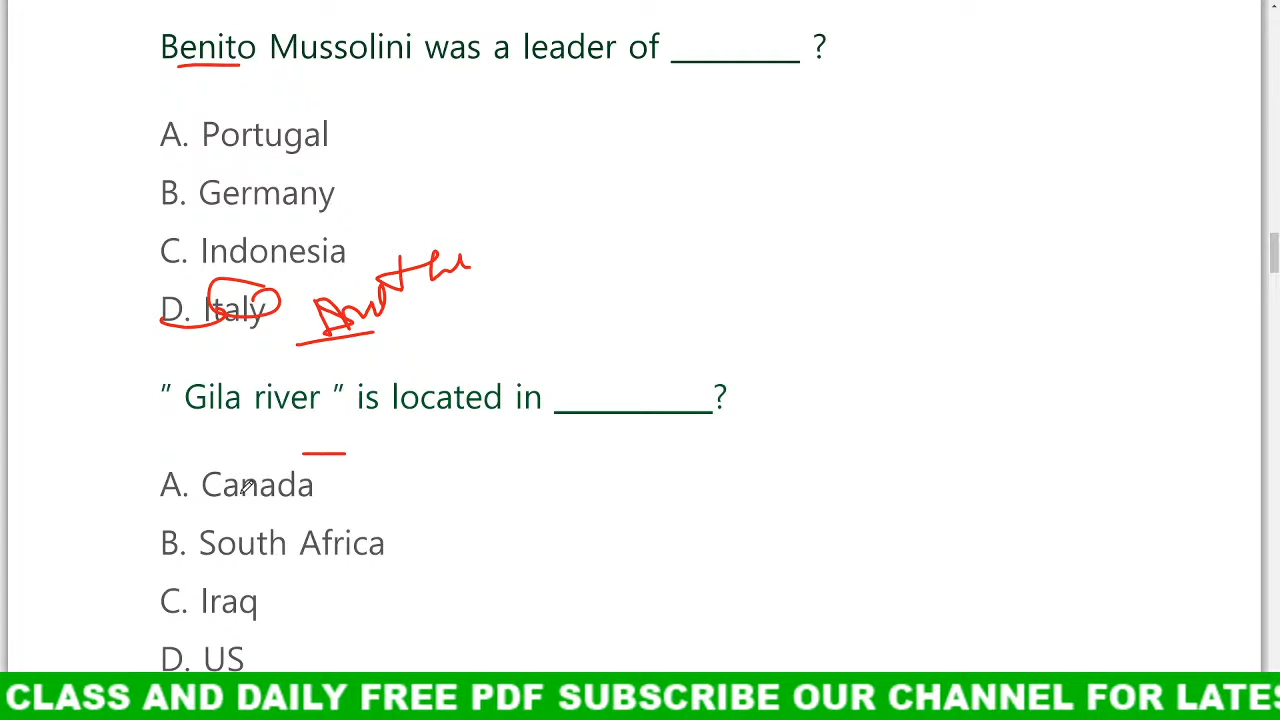 Benito Mussolini was a leader of ________ ?
A. Portugal
B. Germany
C. Indonesia
D. Italy
" Gila river " is located in __________?
A. Canada
B. South Africa
C. Iraq
D. US
CLASS AND DAILY FREE PDF SUBSCRIBE OUR CHANNEL FOR LATES